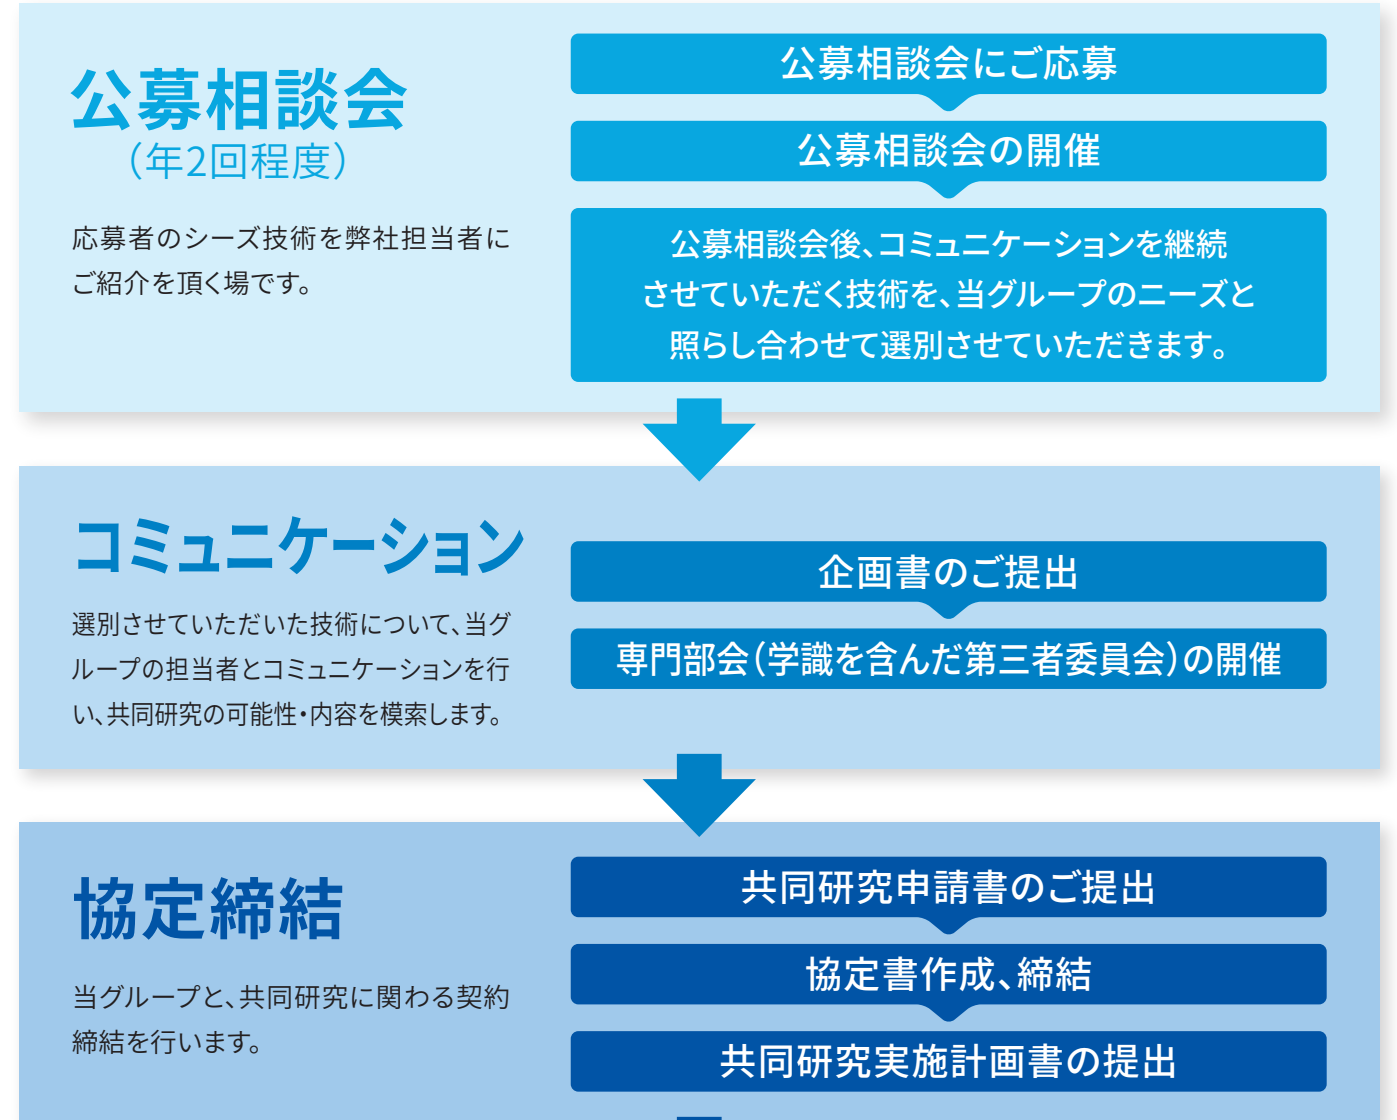 公募相談会
（年2回程度）
応募者のシーズ技術を弊社担当者に
ご紹介を頂く場です。
公募相談会にご応募
公募相談会の開催
公募相談会後、コミュニケーションを継続
させていただく技術を、当グループのニーズと
照らし合わせて選別させていただきます。
コミュニケーション
選別させていただいた技術について、当グ
ループの担当者とコミュニケーションを行
い、共同研究の可能性・内容を模索します。
企画書のご提出
専門部会（学識を含んだ第三者委員会）の開催
協定締結
当グループと、共同研究に関わる契約
締結を行います。
共同研究申請書のご提出
協定書作成、締結
共同研究実施計画書の提出